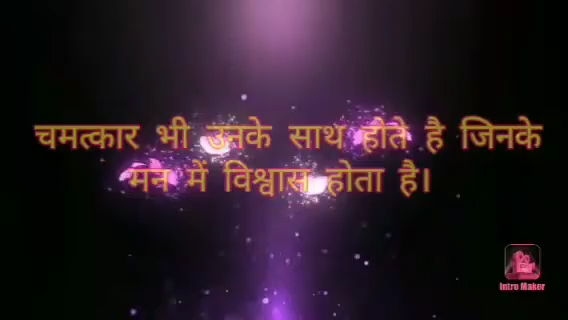 चमत्कार भी उनके साथ होते है जिनके
मन में विश्वास होता है।
Intro Maker